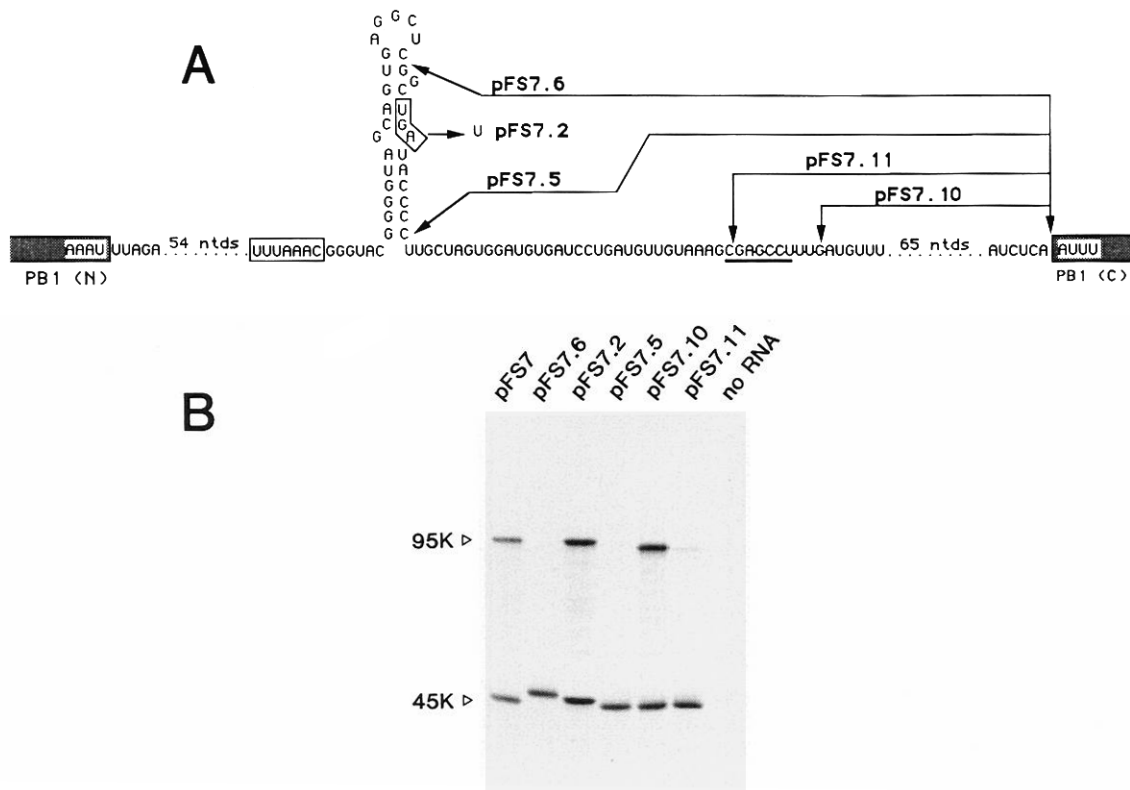 A
GGGGUAGCAGUGAGGCUCGGCUGAUACCCC
pFS7.6
U pFS7.2
pFS7.11
pFS7.5
pFS7.10
AAAU UUAGA.. 54 ntds ........ UUUAAAC GGGUAC UUGCUAGUGGAUGUGAUCCUGAUGUUGUAAAGCGAGCCUUUGAUGUUU.. 65 ntds ..... AUCUCA AUUU
PB1 (N) PB1 (C)
B
pFS7 pFS7.6 pFS7.2 pFS7.5 pFS7.10 pFS7.11 no RNA
95K
45K